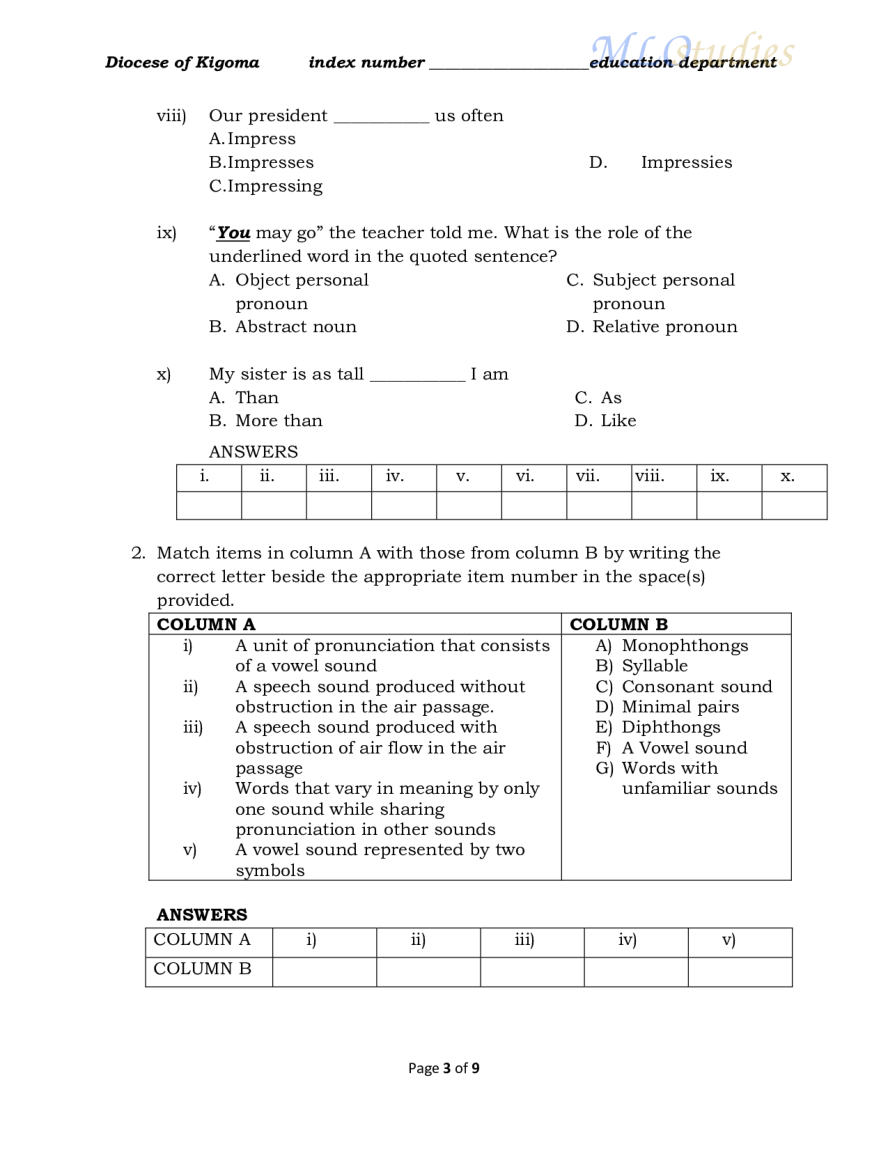 MLOstudies
Diocese of Kigoma index number ____________________education department
viii) Our president ___________ us often
A.Impress
B.Impresses D. Impressies
C.Impressing
ix) “You may go” the teacher told me. What is the role of the
underlined word in the quoted sentence?
A. Object personal C. Subject personal
pronoun pronoun
B. Abstract noun D. Relative pronoun
x) My sister is as tall ___________ I am
A. Than C. As
B. More than D. Like
ANSWERS
i. ii. iii. iv. v. vi. vii. viii. ix. x.
2. Match items in column A with those from column B by writing the
correct letter beside the appropriate item number in the space(s)
provided.
COLUMN A COLUMN B
i) A unit of pronunciation that consists
of a vowel sound
ii) A speech sound produced without
obstruction in the air passage.
iii) A speech sound produced with
obstruction of air flow in the air
passage
iv) Words that vary in meaning by only
one sound while sharing
pronunciation in other sounds
v) A vowel sound represented by two
symbols
A) Monophthongs
B) Syllable
C) Consonant sound
D) Minimal pairs
E) Diphthongs
F) A Vowel sound
G) Words with
unfamiliar sounds
ANSWERS
COLUMN A i) ii) iii) iv) v)
COLUMN B
Page 3 of 9